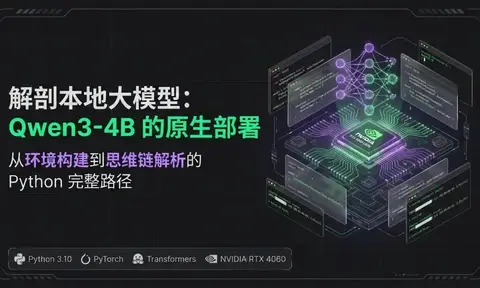 解剖本地大模型：
Qwen3-4B 的原生部署
从环境构建到思维链解析的
Python 完整路径
NVIDIA
Python 3.10
PyTorch
Transformers
NVIDIA RTX 4060